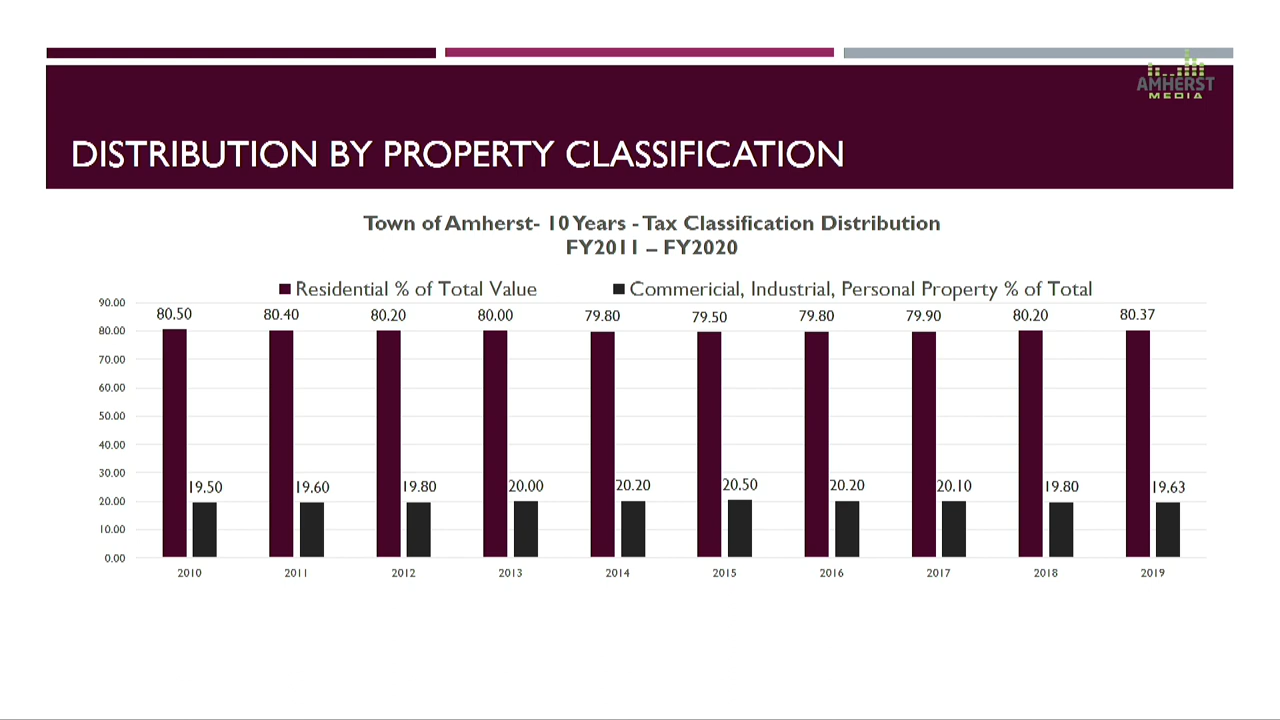 AMHERST
MEDIA
DISTRIBUTION BY PROPERTY CLASSIFICATION
Town of Amherst- 10 Years - Tax Classification Distribution
FY2011 – FY2020
Residential % of Total Value
Commericial, Industrial, Personal Property % of Total
90.00
80.00
70.00
60.00
50.00
40.00
30.00
20.00
10.00
0.00
80.50 80.40 80.20 80.00 79.80 79.50 79.80 79.90 80.20 80.37
19.50 19.60 19.80 20.00 20.20 20.50 20.20 20.10 19.80 19.63
2010 2011 2012 2013 2014 2015 2016 2017 2018 2019